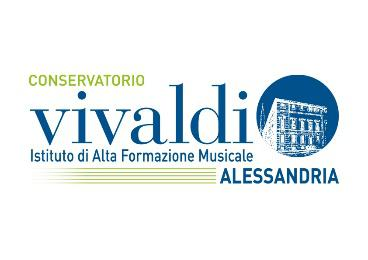 CONSERVATORIO
vivaldi
Istituto di Alta Formazione Musicale
ALESSANDRIA